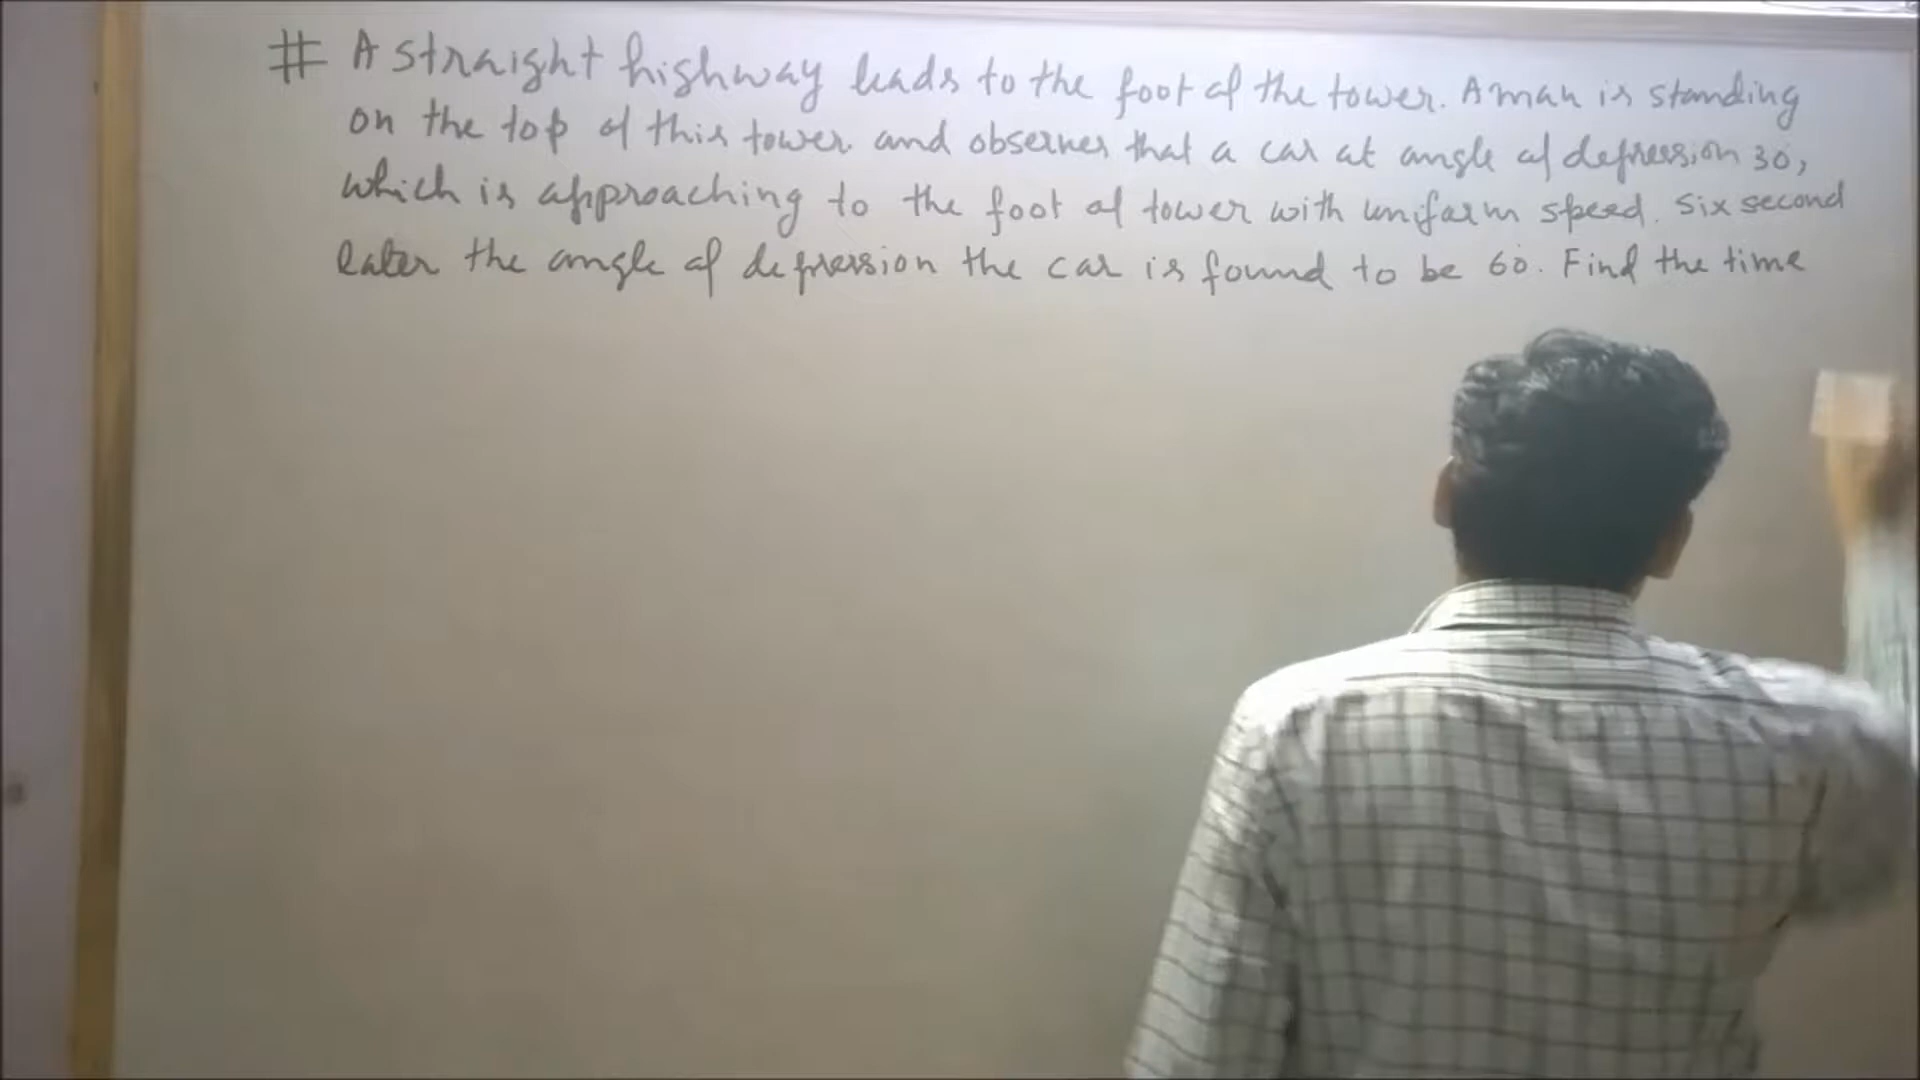 # A straight highway leads to the foot of the tower. A man is standing
on the top of this tower and observes that a car at angle of depression 30°,
which is approaching to the foot of tower with uniform speed. Six second
later the angle of depression the car is found to be 60°. Find the time